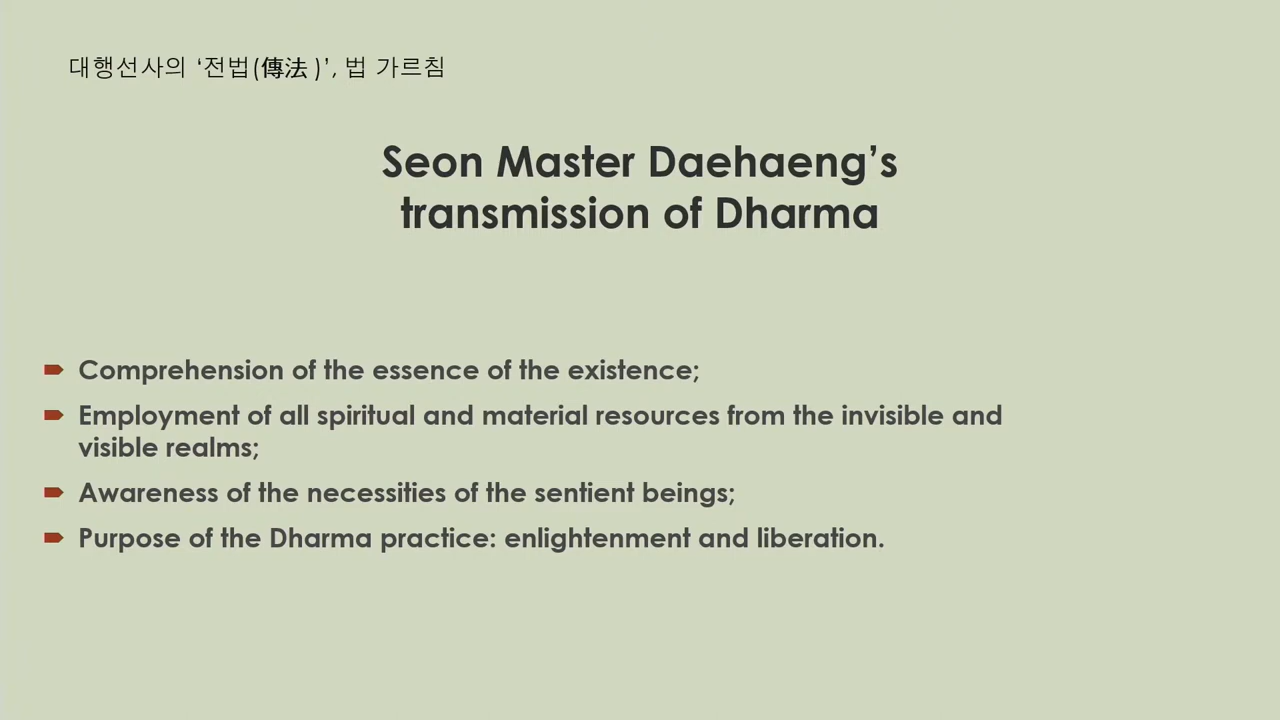 대행선사의 ‘전법(傳法 )’, 법 가르침
Seon Master Daehaeng’s
transmission of Dharma
Comprehension of the essence of the existence;
Employment of all spiritual and material resources from the invisible and
visible realms;
Awareness of the necessities of the sentient beings;
Purpose of the Dharma practice: enlightenment and liberation.